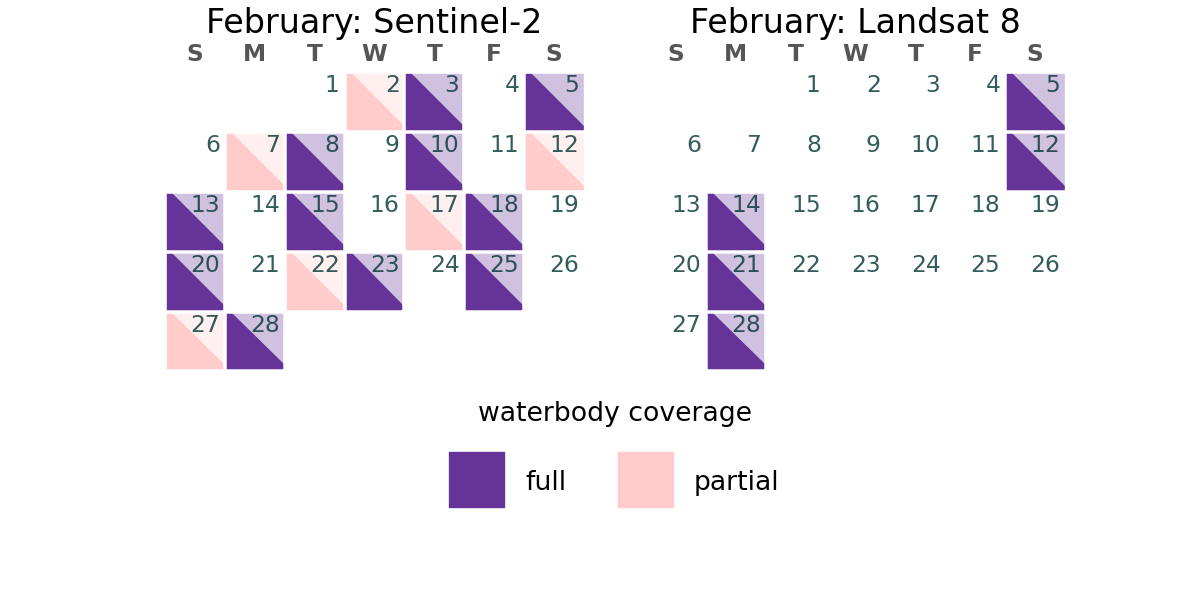 February: Sentinel-2
S M T W T F S
1 2 3 4 5
6 7 8 9 10 11 12
13 14 15 16 17 18 19
20 21 22 23 24 25 26
27 28
February: Landsat 8
S M T W T F S
1 2 3 4 5
6 7 8 9 10 11 12
13 14 15 16 17 18 19
20 21 22 23 24 25 26
27 28
waterbody coverage
full
partial